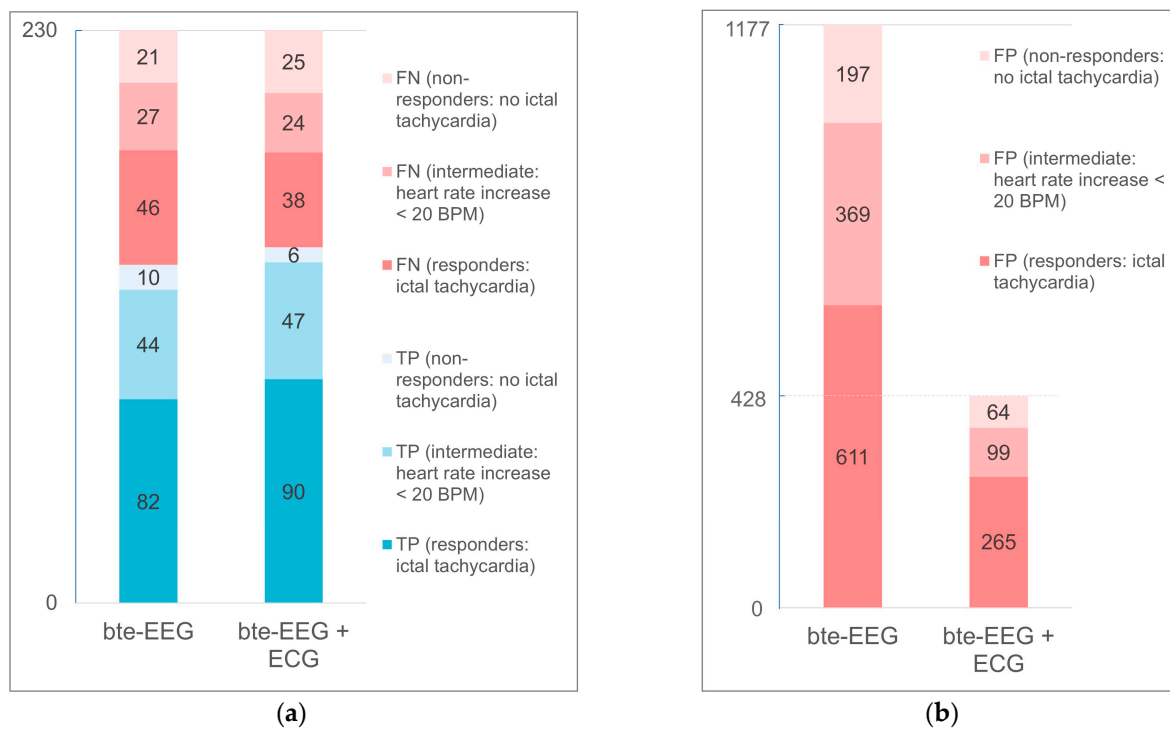 230
21
25
27
24
46
38
10
6
44
47
82
90
0
bte-EEG
bte-EEG +
ECG
FN (non-
responders: no ictal
tachycardia)
FN (intermediate:
heart rate increase
< 20 BPM)
FN (responders:
ictal tachycardia)
TP (non-
responders: no ictal
tachycardia)
TP (intermediate:
heart rate increase
< 20 BPM)
TP (responders:
ictal tachycardia)
(a)
1177
197
369
428
611
64
99
265
0
bte-EEG
bte-EEG +
ECG
FP (non-responders:
no ictal tachycardia)
FP (intermediate:
heart rate increase <
20 BPM)
FP (responders: ictal
tachycardia)
(b)